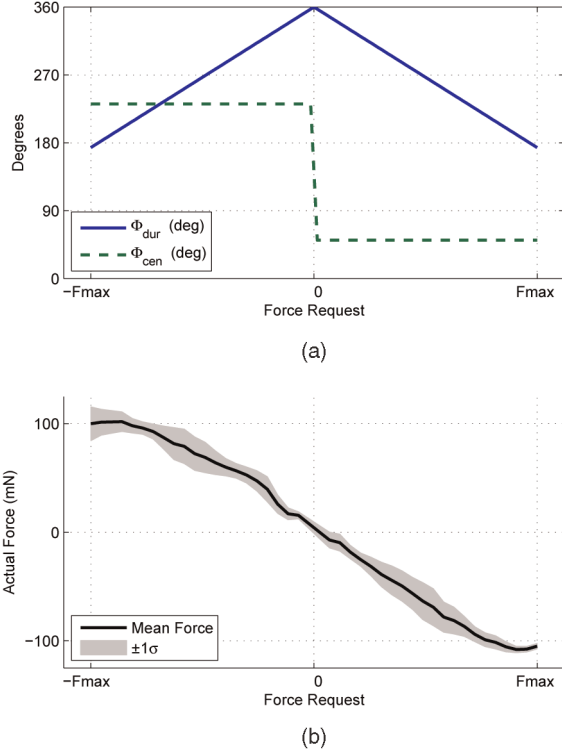 360
270
180
90
0
Degrees
Φdur (deg)
Φcen (deg)
−Fmax
0
Fmax
Force Request
(a)
100
0
−100
Actual Force (mN)
Mean Force
±1σ
−Fmax
0
Fmax
Force Request
(b)